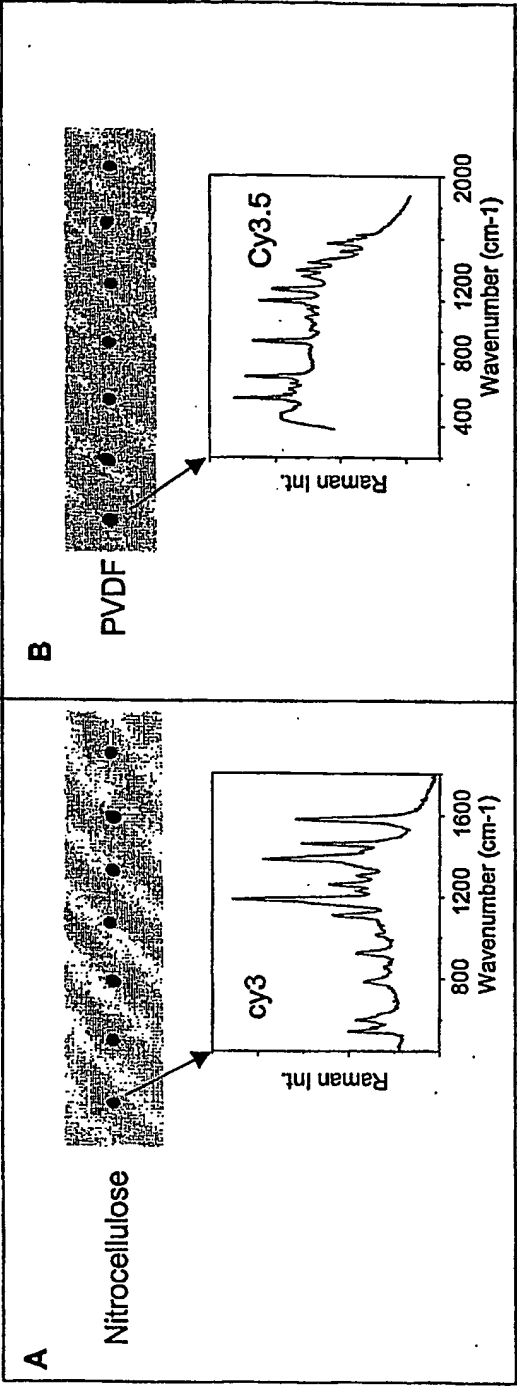 A
Nitrocellulose
cy3
Raman Int.
800 1200 1600
Wavenumber (cm-1)
B
PVDF
Cy3.5
Raman Int.
400 800 1200 2000
Wavenumber (cm-1)